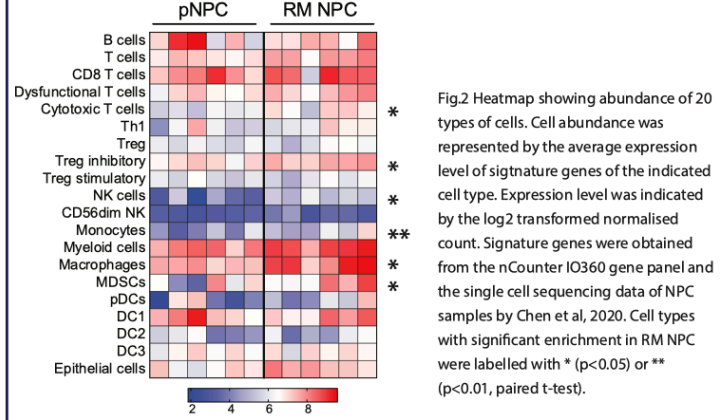 pNPC
RM NPC
B cells
T cells
CD8 T cells
Dysfunctional T cells
Cytotoxic T cells
*
Th1
Treg
Treg inhibitory
*
Treg stimulatory
NK cells
*
CD56dim NK
Monocytes
**
Myeloid cells
Macrophages
*
MDSCs
*
pDCs
DC1
DC2
DC3
Epithelial cells
2 4 6 8
Fig.2 Heatmap showing abundance of 20
types of cells. Cell abundance was
represented by the average expression
level of sigtnature genes of the indicated
cell type. Expression level was indicated
by the log2 transformed normalised
count. Signature genes were obtained
from the nCounter IO360 gene panel and
the single cell sequencing data of NPC
samples by Chen et al, 2020. Cell types
with significant enrichment in RM NPC
were labelled with * (p<0.05) or **
(p<0.01, paired t-test).